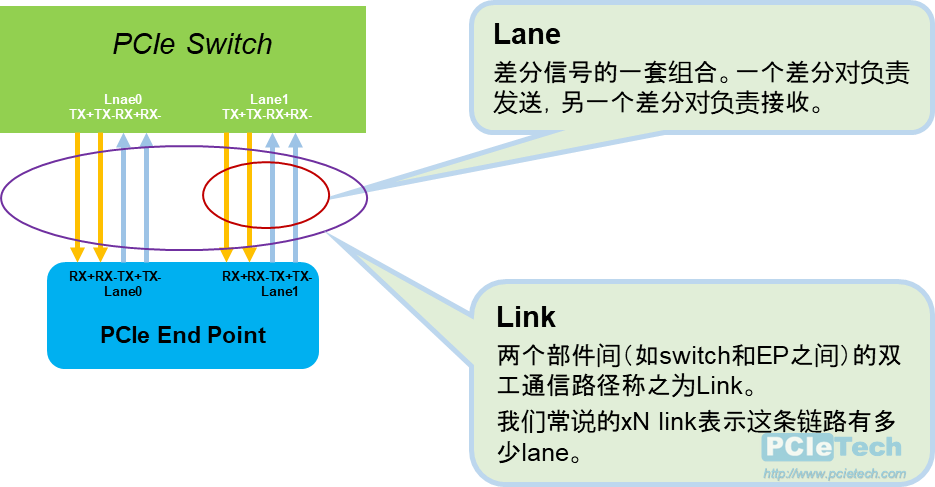 PCIe Switch
Lnae0
TX+TX-RX+RX-
Lane1
TX+TX-RX+RX-
RX+RX-TX+TX-
Lane0
RX+RX-TX+TX-
Lane1
PCIe End Point
Lane
差分信号的一套组合。一个差分对负责
发送，另一个差分对负责接收。
Link
两个部件间（如switch和EP之间）的双
工通信路径称之为Link。
我们常说的xN link表示这条链路有多
少lane。
PCIeTech
http://www.pcietech.com